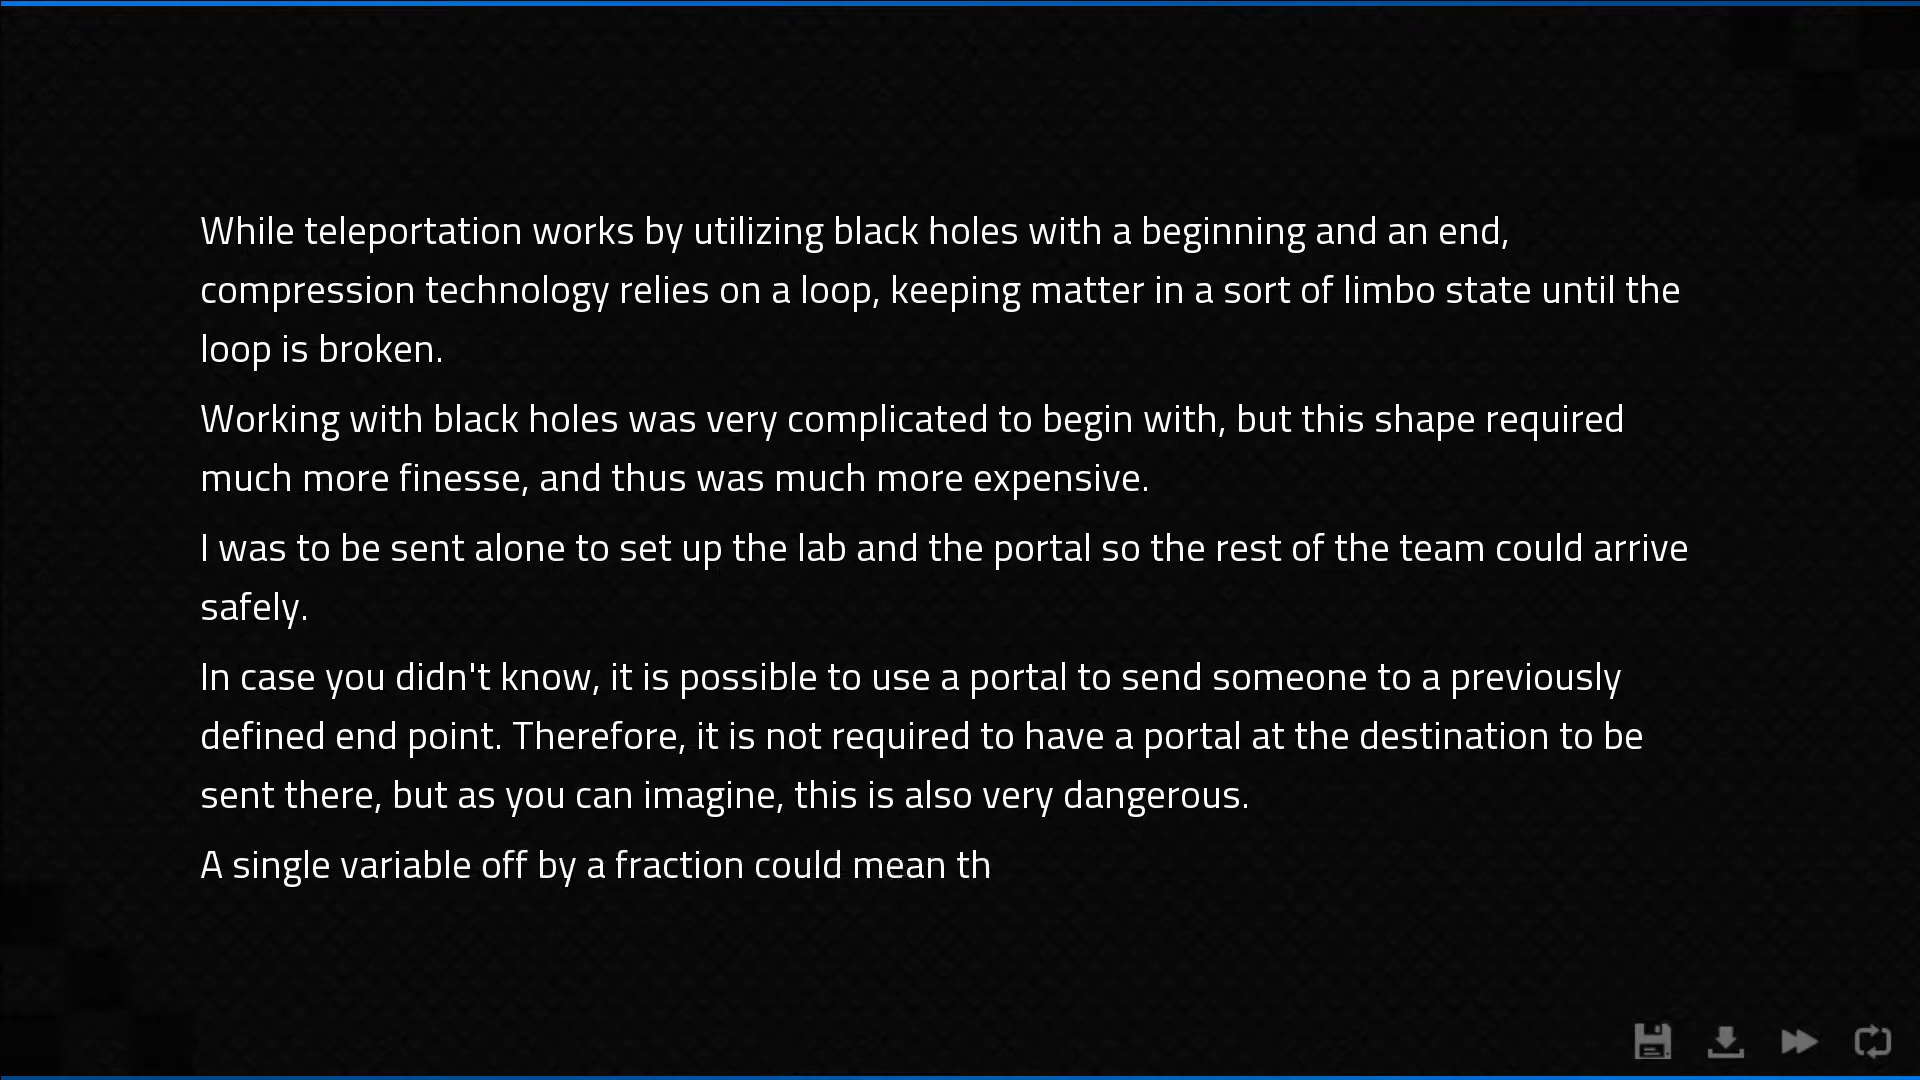 While teleportation works by utilizing black holes with a beginning and an end,
compression technology relies on a loop, keeping matter in a sort of limbo state until the
loop is broken.
Working with black holes was very complicated to begin with, but this shape required
much more finesse, and thus was much more expensive.
I was to be sent alone to set up the lab and the portal so the rest of the team could arrive
safely.
In case you didn't know, it is possible to use a portal to send someone to a previously
defined end point. Therefore, it is not required to have a portal at the destination to be
sent there, but as you can imagine, this is also very dangerous.
A single variable off by a fraction could mean th